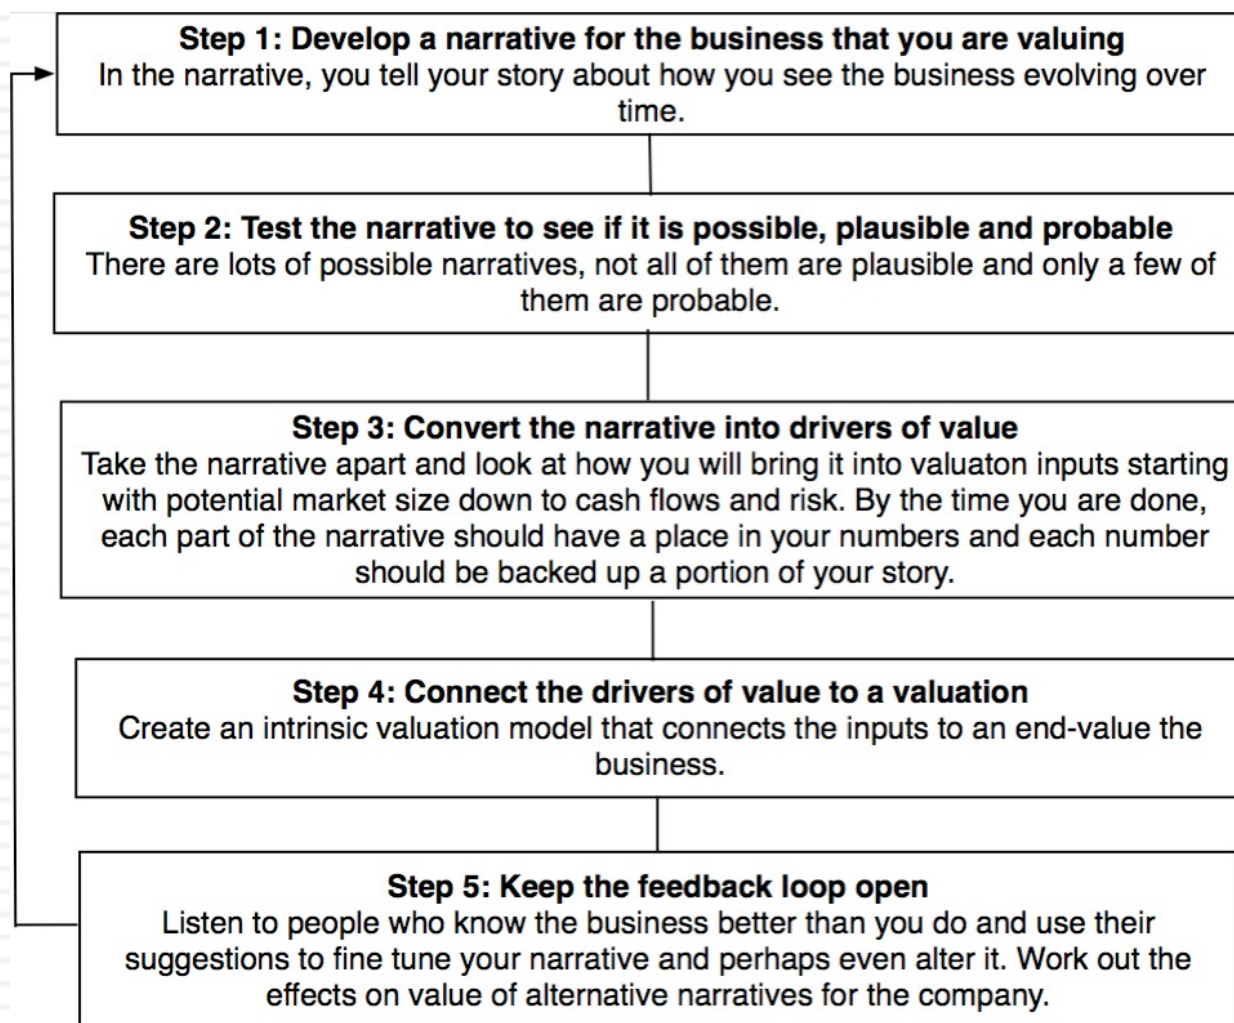 Step 1: Develop a narrative for the business that you are valuing
In the narrative, you tell your story about how you see the business evolving over
time.
Step 2: Test the narrative to see if it is possible, plausible and probable
There are lots of possible narratives, not all of them are plausible and only a few of
them are probable.
Step 3: Convert the narrative into drivers of value
Take the narrative apart and look at how you will bring it into valuaton inputs starting
with potential market size down to cash flows and risk. By the time you are done,
each part of the narrative should have a place in your numbers and each number
should be backed up a portion of your story.
Step 4: Connect the drivers of value to a valuation
Create an intrinsic valuation model that connects the inputs to an end-value the
business.
Step 5: Keep the feedback loop open
Listen to people who know the business better than you do and use their
suggestions to fine tune your narrative and perhaps even alter it. Work out the
effects on value of alternative narratives for the company.